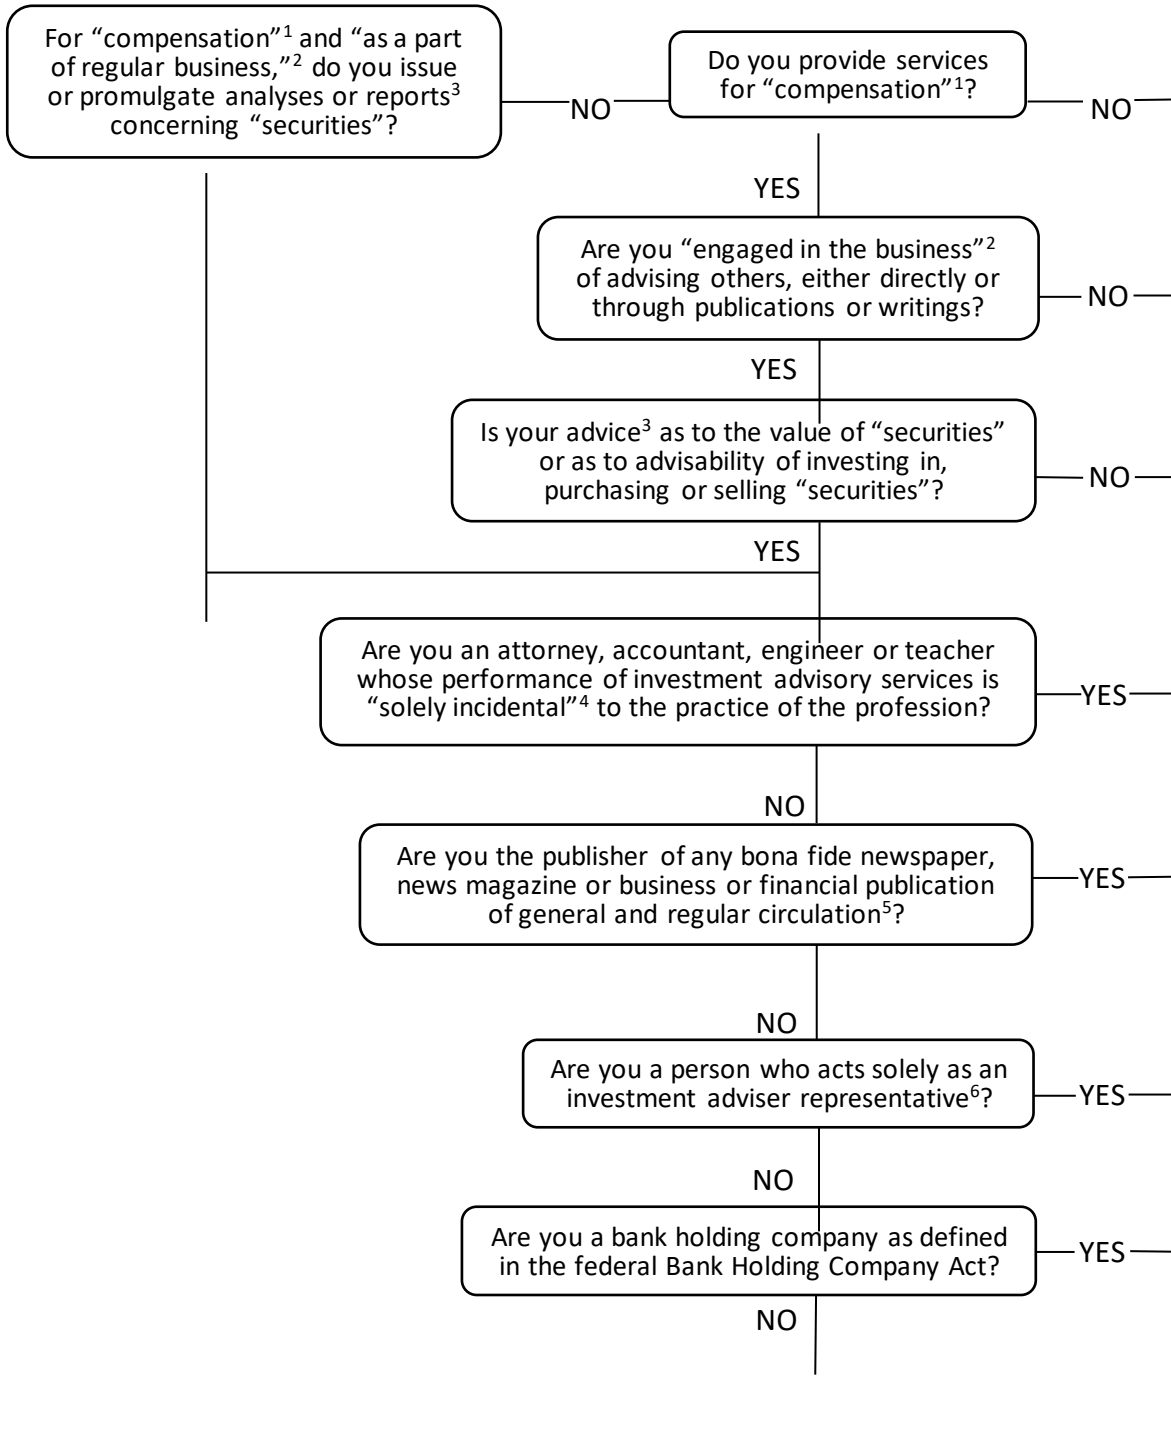 For “compensation”1 and “as a part
of regular business,”2 do you issue
or promulgate analyses or reports3
concerning “securities”?
NO
Do you provide services
for “compensation”1?
NO
YES
Are you “engaged in the business”2
of advising others, either directly or
through publications or writings?
NO
YES
Is your advice3 as to the value of “securities”
or as to advisability of investing in,
purchasing or selling “securities”?
NO
YES
Are you an attorney, accountant, engineer or teacher
whose performance of investment advisory services is
“solely incidental”4 to the practice of the profession?
YES
NO
Are you the publisher of any bona fide newspaper,
news magazine or business or financial publication
of general and regular circulation5?
YES
NO
Are you a person who acts solely as an
investment adviser representative6?
YES
NO
Are you a bank holding company as defined
in the federal Bank Holding Company Act?
YES
NO